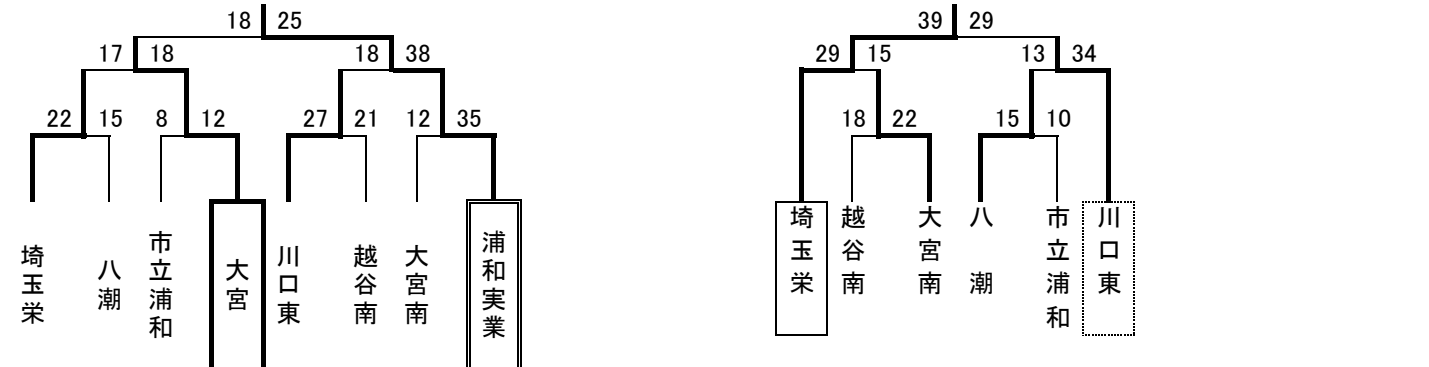 18 25
17 18
18 38
22 15
8 12
27 21
12 35
埼玉栄
八潮
市立浦和
大宮
川口東
越谷南
大宮南
浦和実業
39 29
29 15
13 34
18 22
15 10
埼玉栄
越谷南
大宮南
八潮
市立浦和
川口東